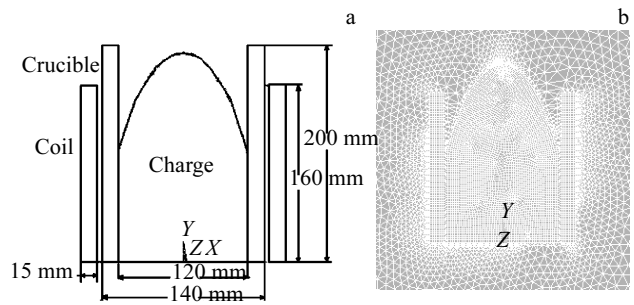 a
b
Crucible
Coil
Charge
200 mm
160 mm
Y
Z X
15 mm
120 mm
140 mm
Y
Z